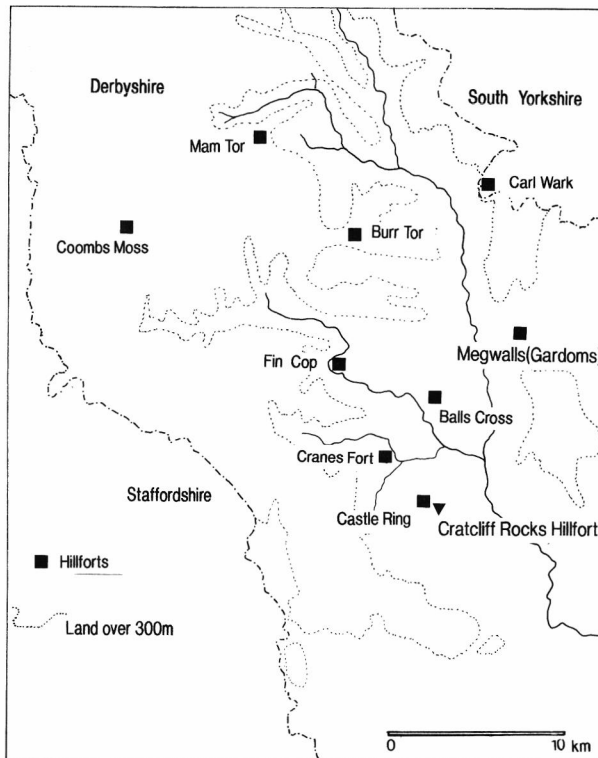 Derbyshire
South Yorkshire
Mam Tor
Carl Wark
Coombs Moss
Burr Tor
Megwalls(Gardoms)
Fin Cop
Balls Cross
Cranes Fort
Staffordshire
Castle Ring
Cratcliff Rocks Hillfort
Hillforts
Land over 300m
0
10
km